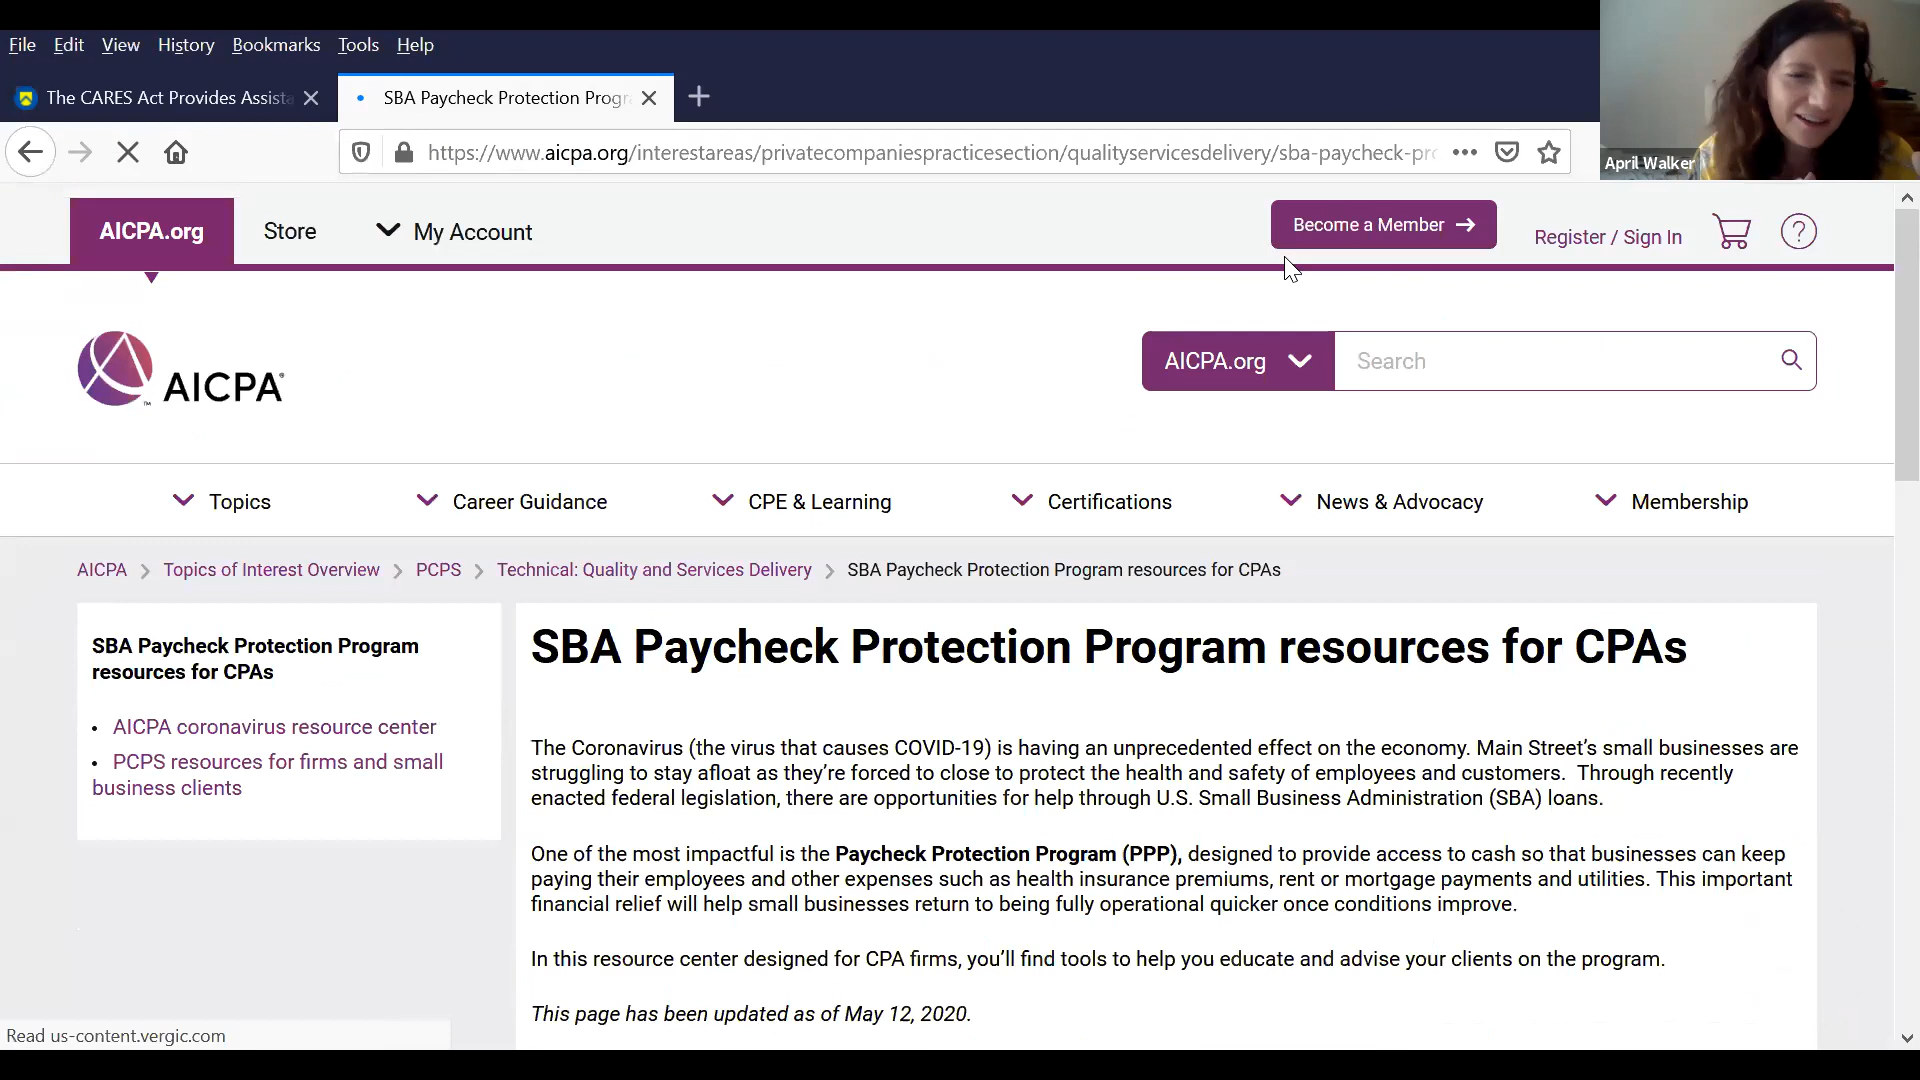 File Edit View History Bookmarks Tools Help
The CARES Act Provides Assista
SBA Paycheck Protection Progra
https://www.aicpa.org/interestareas/privatecompaniespracticesection/qualityservicesdelivery/sba-paycheck-pro
April Walker
AICPA.org Store My Account Become a Member Register / Sign In ?
AICPA
AICPA.org Search
Topics Career Guidance CPE & Learning Certifications News & Advocacy Membership
AICPA > Topics of Interest Overview > PCPS > Technical: Quality and Services Delivery > SBA Paycheck Protection Program resources for CPAs
SBA Paycheck Protection Program
resources for CPAs
• AICPA coronavirus resource center
• PCPS resources for firms and small
business clients
SBA Paycheck Protection Program resources for CPAs
The Coronavirus (the virus that causes COVID-19) is having an unprecedented effect on the economy. Main Street’s small businesses are
struggling to stay afloat as they’re forced to close to protect the health and safety of employees and customers. Through recently
enacted federal legislation, there are opportunities for help through U.S. Small Business Administration (SBA) loans.
One of the most impactful is the Paycheck Protection Program (PPP), designed to provide access to cash so that businesses can keep
paying their employees and other expenses such as health insurance premiums, rent or mortgage payments and utilities. This important
financial relief will help small businesses return to being fully operational quicker once conditions improve.
In this resource center designed for CPA firms, you’ll find tools to help you educate and advise your clients on the program.
This page has been updated as of May 12, 2020.
Read us-content.vergic.com